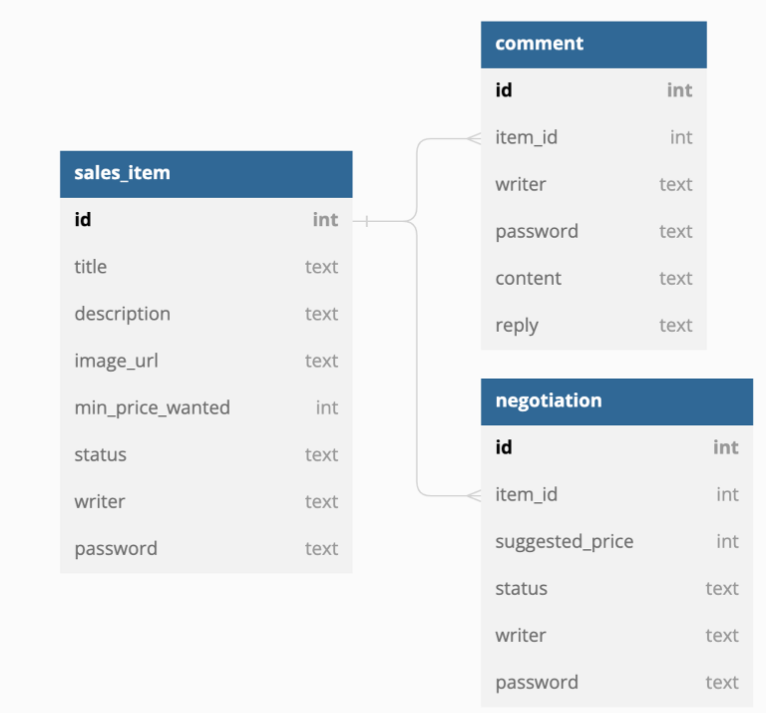 sales_item
id int
title text
description text
image_url text
min_price_wanted int
status text
writer text
password text
comment
id int
item_id int
writer text
password text
content text
reply text
negotiation
id int
item_id int
suggested_price int
status text
writer text
password text